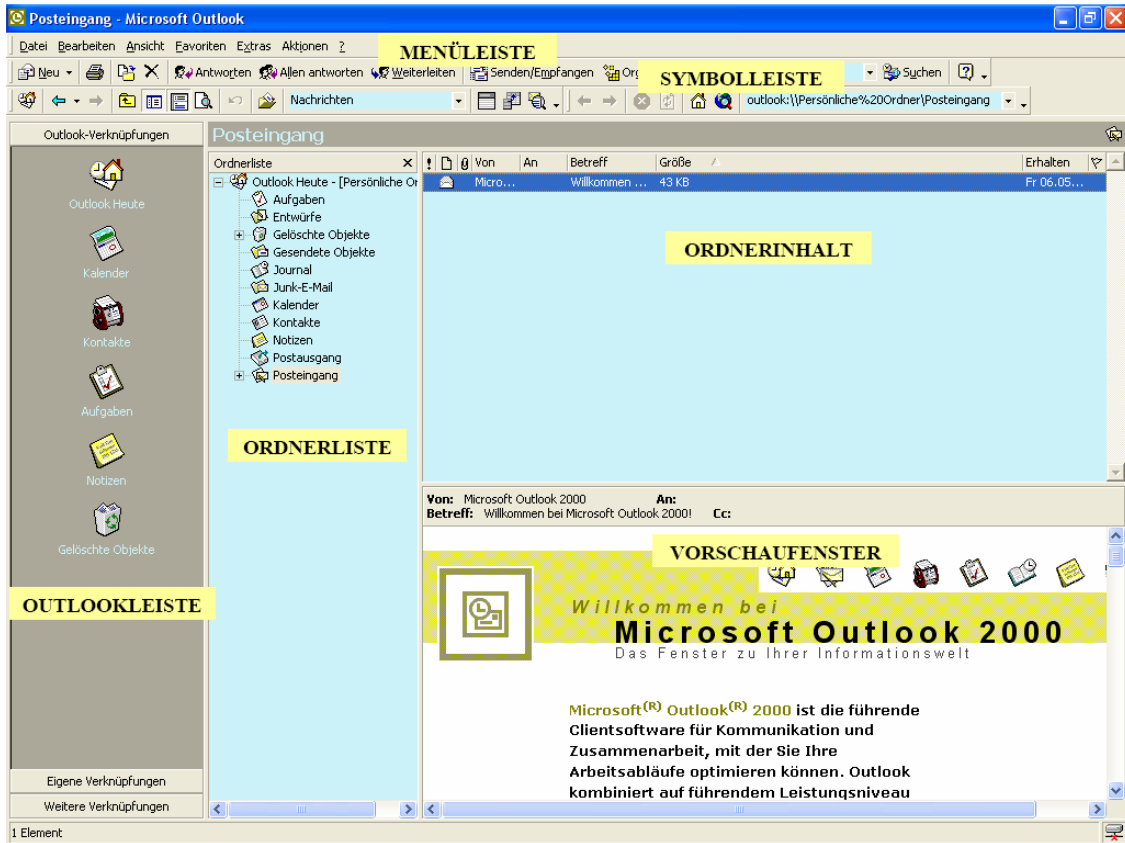 Posteingang - Microsoft Outlook
Datei Bearbeiten Ansicht Favoriten Extras Aktionen ?
MENÜLEISTE
Neu Antworten Allen antworten Weiterleiten Senden/Empfangen Suchen
SYMBOLLEISTE
Nachrichten outlook:\\Persönliche%20Ordner\Posteingang
Outlook-Verknüpfungen
Outlook Heute
Kalender
Kontakte
Aufgaben
Notizen
Gelöschte Objekte
OUTLOOKLEISTE
Eigene Verknüpfungen
Weitere Verknüpfungen
Posteingang
Ordnerliste
Outlook Heute - [Persönliche Or
Aufgaben
Entwürfe
Gelöschte Objekte
Gesendete Objekte
Journal
Junk-E-Mail
Kalender
Kontakte
Notizen
Postausgang
Posteingang
ORDNERLISTE
Von An Betreff Größe Erhalten
Micro... Willkommen ... 43 KB Fr 06.05...
ORDNERINHALT
Von: Microsoft Outlook 2000 An:
Betreff: Willkommen bei Microsoft Outlook 2000! Cc:
VORSCHAUFENSTER
Willkommen bei
Microsoft Outlook 2000
Das Fenster zu Ihrer Informationswelt
Microsoft(R) Outlook(R) 2000 ist die führende
Clientsoftware für Kommunikation und
Zusammenarbeit, mit der Sie Ihre
Arbeitsabläufe optimieren können. Outlook
kombiniert auf führendem Leistungsniveau
1 Element